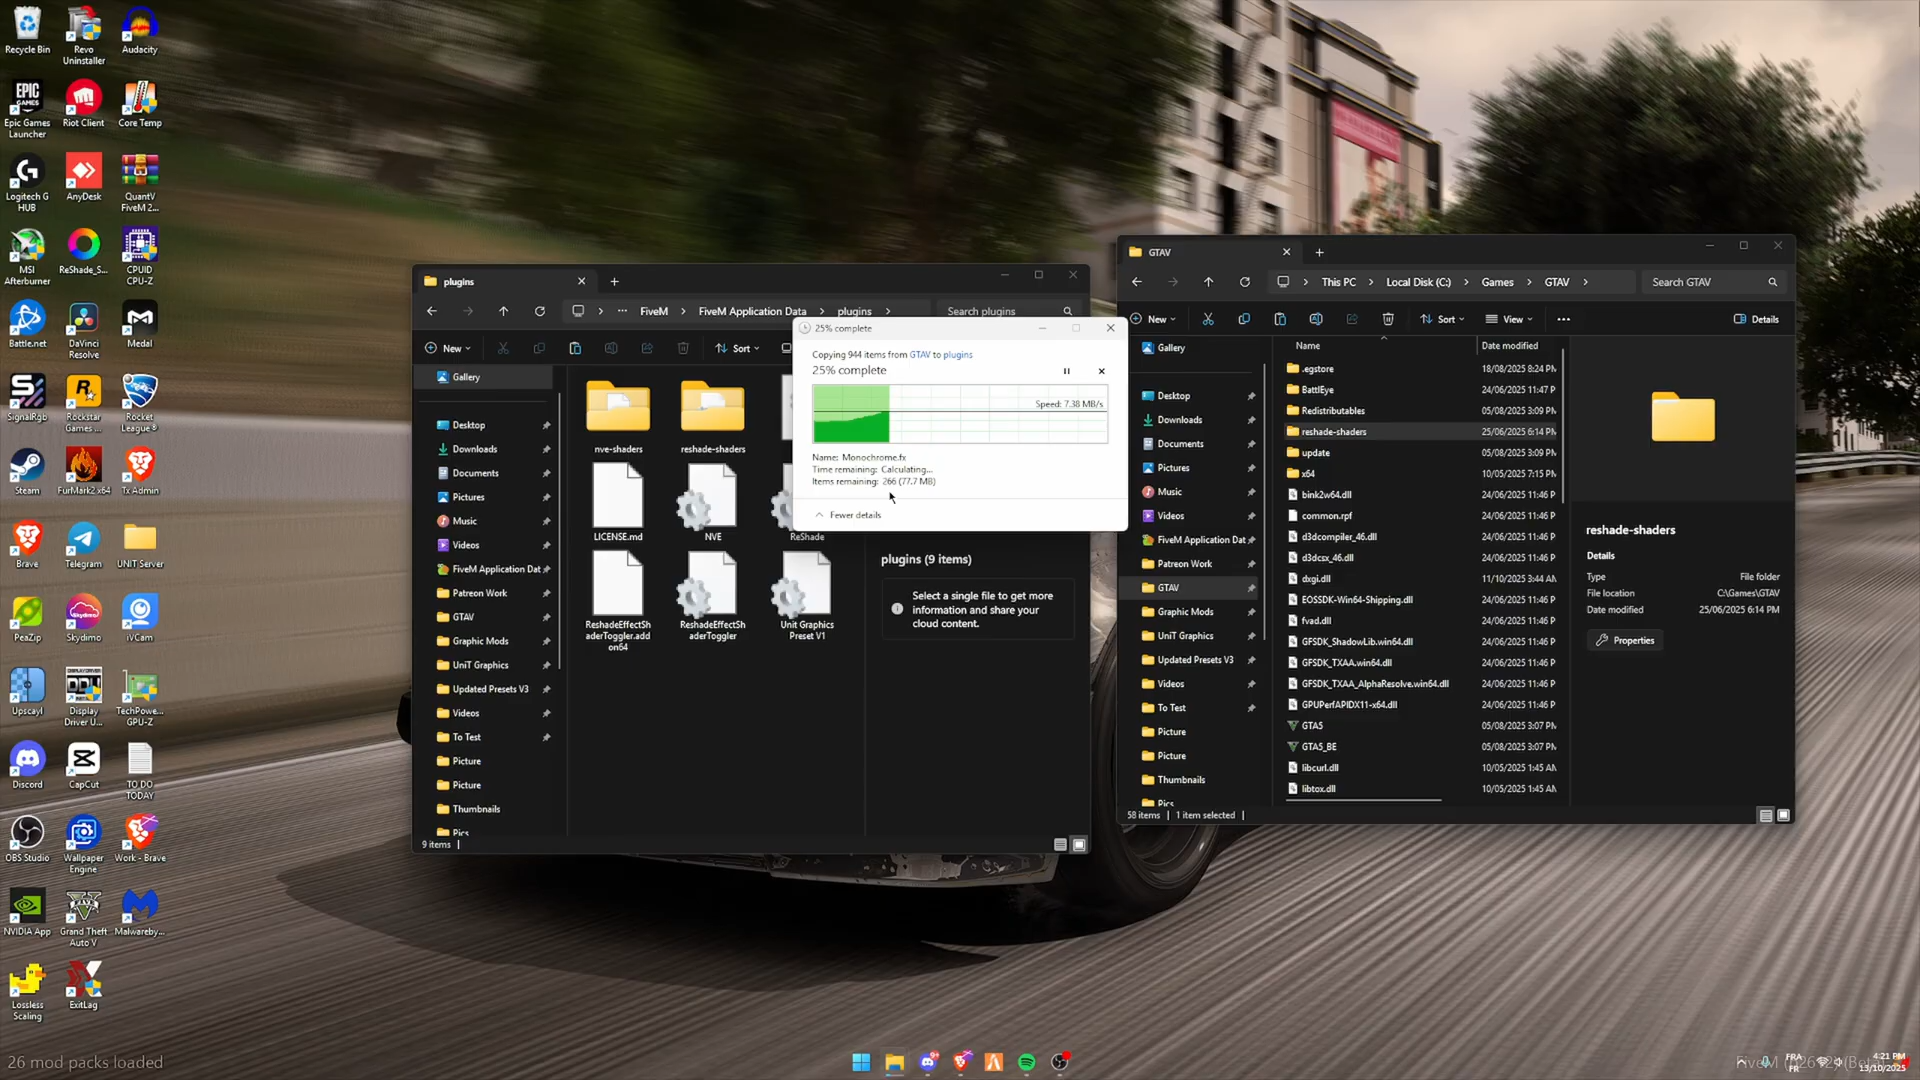 Recycle Bin
Revo Uninstaller
Audacity
EPIC GAMES
Epic Games Launcher
Riot Client
Core Temp
Logitech G HUB
AnyDesk
QuantV FiveM 2...
MSI Afterburner
ReShade_S...
CPUID CPU-Z
Battle.net
DaVinci Resolve
Medal
SignalRgb
Rockstar Games ...
Rocket League ®
Steam
FurMark2 x64
Tx Admin
Brave
Telegram
UNIT Server
PeaZip
Skydimo
iVCam
Upscayl
Display Driver U...
TechPowe... GPU-Z
Discord
CapCut
TO DO TODAY
OBS Studio
Wallpaper Engine
Work - Brave
NVIDIA App
Grand Theft Auto V
Malwareby...
Lossless Scaling
ExitLag
26 mod packs loaded
plugins
FiveM
FiveM Application Data
plugins
Search plugins
New
Sort
Gallery
Desktop
Downloads
Documents
Pictures
Music
Videos
FiveM Application Dat
Patreon Work
GTAV
Graphic Mods
UniT Graphics
Updated Presets V3
Videos
To Test
Picture
Picture
Thumbnails
Pics
nve-shaders
reshade-shaders
LICENSE.md
NVE
ReShade
ReshadeEffectShaderToggler.addon64
ReshadeEffectShaderToggler
Unit Graphics Preset V1
plugins (9 items)
Select a single file to get more information and share your cloud content.
9 items
25% complete
Copying 944 items from GTAV to plugins
25% complete
Speed: 7.38 MB/s
Name: Monochrome.fx
Time remaining: Calculating...
Items remaining: 266 (77.7 MB)
Fewer details
GTAV
This PC
Local Disk (C:)
Games
GTAV
Search GTAV
New
Sort
View
Details
Gallery
Desktop
Downloads
Documents
Pictures
Music
Videos
FiveM Application Dat
Patreon Work
GTAV
Graphic Mods
UniT Graphics
Updated Presets V3
Videos
To Test
Picture
Picture
Thumbnails
Pics
Name Date modified
.egstore 18/08/2025 8:24 PM
BattlEye 24/06/2025 11:47 P
Redistributables 05/08/2025 3:09 PM
reshade-shaders 25/06/2025 6:14 PM
update 05/08/2025 3:09 PM
x64 10/05/2025 7:15 PM
bink2w64.dll 24/06/2025 11:46 P
common.rpf 24/06/2025 11:46 P
d3dcompiler_46.dll 24/06/2025 11:46 P
d3dcsx_46.dll 24/06/2025 11:46 P
dxgi.dll 11/10/2025 3:44 AM
EOSSDK-Win64-Shipping.dll 24/06/2025 11:46 P
fvad.dll 24/06/2025 11:46 P
GFSDK_ShadowLib.win64.dll 24/06/2025 11:46 P
GFSDK_TXAA.win64.dll 24/06/2025 11:46 P
GFSDK_TXAA_AlphaResolve.win64.dll 24/06/2025 11:46 P
GPUPerfAPIDX11-x64.dll 24/06/2025 11:46 P
GTA5 05/08/2025 3:07 PM
GTA5_BE 05/08/2025 3:07 PM
libcurl.dll 10/05/2025 1:45 AM
libtox.dll 10/05/2025 1:45 AM
58 items
1 item selected
reshade-shaders
Details
Type File folder
File location C:\Games\GTAV
Date modified 25/06/2025 6:14 PM
Properties
FRA
FR
4:21 PM
13/10/2025